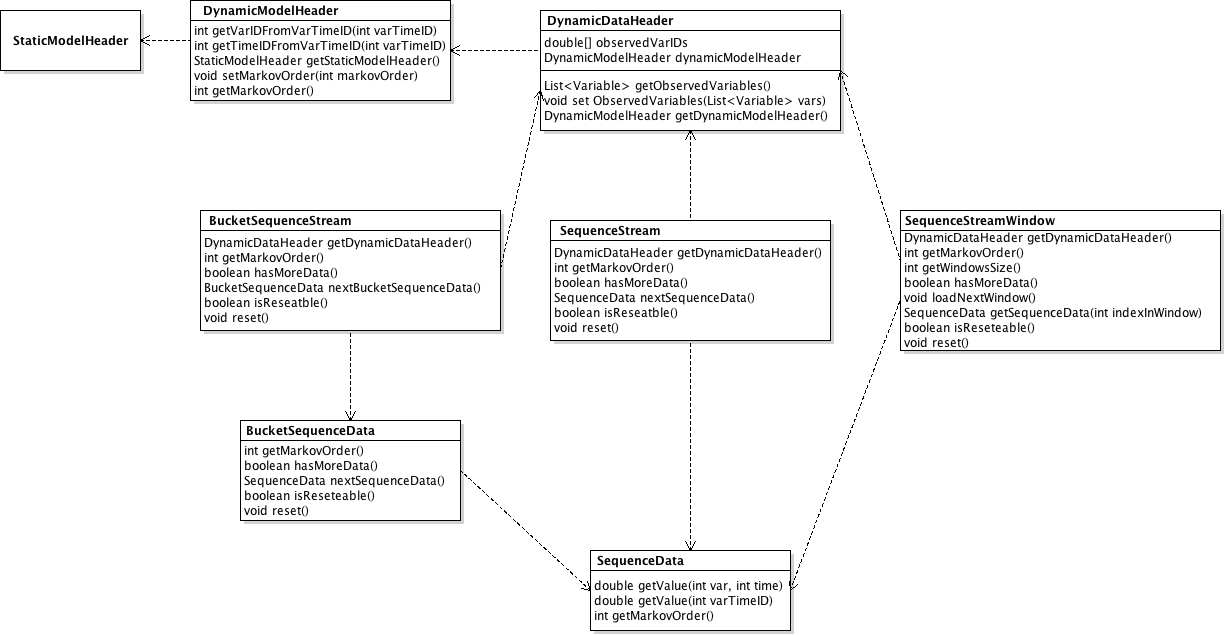 StaticModelHeader
DynamicModelHeader
int getVarIDFromVarTimeID(int varTimeID)
int getTimeIDFromVarTimeID(int varTimeID)
StaticModelHeader getStaticModelHeader()
void setMarkovOrder(int markovOrder)
int getMarkovOrder()
DynamicDataHeader
double[] observedVarIDs
DynamicModelHeader dynamicModelHeader
List<Variable> getObservedVariables()
void set ObservedVariables(List<Variable> vars)
DynamicModelHeader getDynamicModelHeader()
BucketSequenceStream
DynamicDataHeader getDynamicDataHeader()
int getMarkovOrder()
boolean hasMoreData()
BucketSequenceData nextBucketSequenceData()
boolean isReseatble()
void reset()
SequenceStream
DynamicDataHeader getDynamicDataHeader()
int getMarkovOrder()
boolean hasMoreData()
SequenceData nextSequenceData()
boolean isReseatble()
void reset()
SequenceStreamWindow
DynamicDataHeader getDynamicDataHeader()
int getMarkovOrder()
int getWindowsSize()
boolean hasMoreData()
void loadNextWindow()
SequenceData getSequenceData(int indexInWindow)
boolean isReseteable()
void reset()
BucketSequenceData
int getMarkovOrder()
boolean hasMoreData()
SequenceData nextSequenceData()
boolean isReseteable()
void reset()
SequenceData
double getValue(int var, int time)
double getValue(int varTimeID)
int getMarkovOrder()